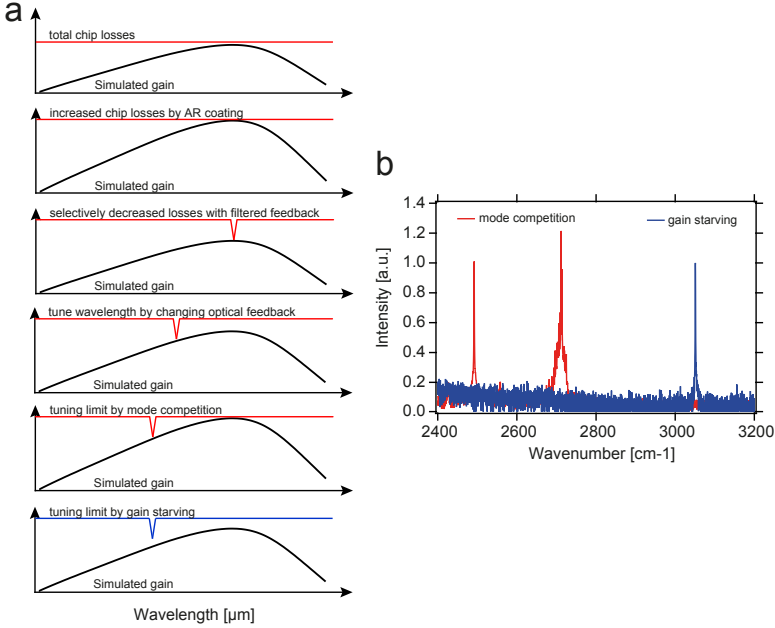 a
total chip losses
Simulated gain
increased chip losses by AR coating
Simulated gain
selectively decreased losses with filtered feedback
Simulated gain
tune wavelength by changing optical feedback
Simulated gain
tuning limit by mode competition
Simulated gain
tuning limit by gain starving
Simulated gain
Wavelength [µm]
b
1.4
1.2
1.0
0.8
0.6
0.4
0.2
0.0
Intensity [a.u.]
mode competition
gain starving
2400 2600 2800 3000 3200
Wavenumber [cm-1]